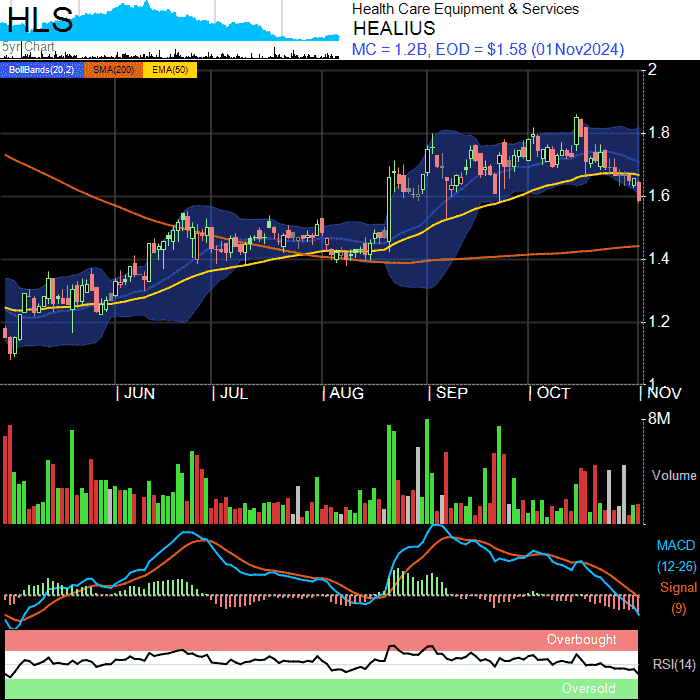 HLS
5yr Chart
Health Care Equipment & Services
HEALIUS
MC = 1.2B, EOD = $1.58 (01Nov2024)
BollBands(20,2) SMA(200) EMA(50)
2
1.8
1.6
1.4
1.2
1
JUN JUL AUG SEP OCT NOV
8M
Volume
MACD
(12-26)
Signal
(9)
Overbought
RSI(14)
Oversold